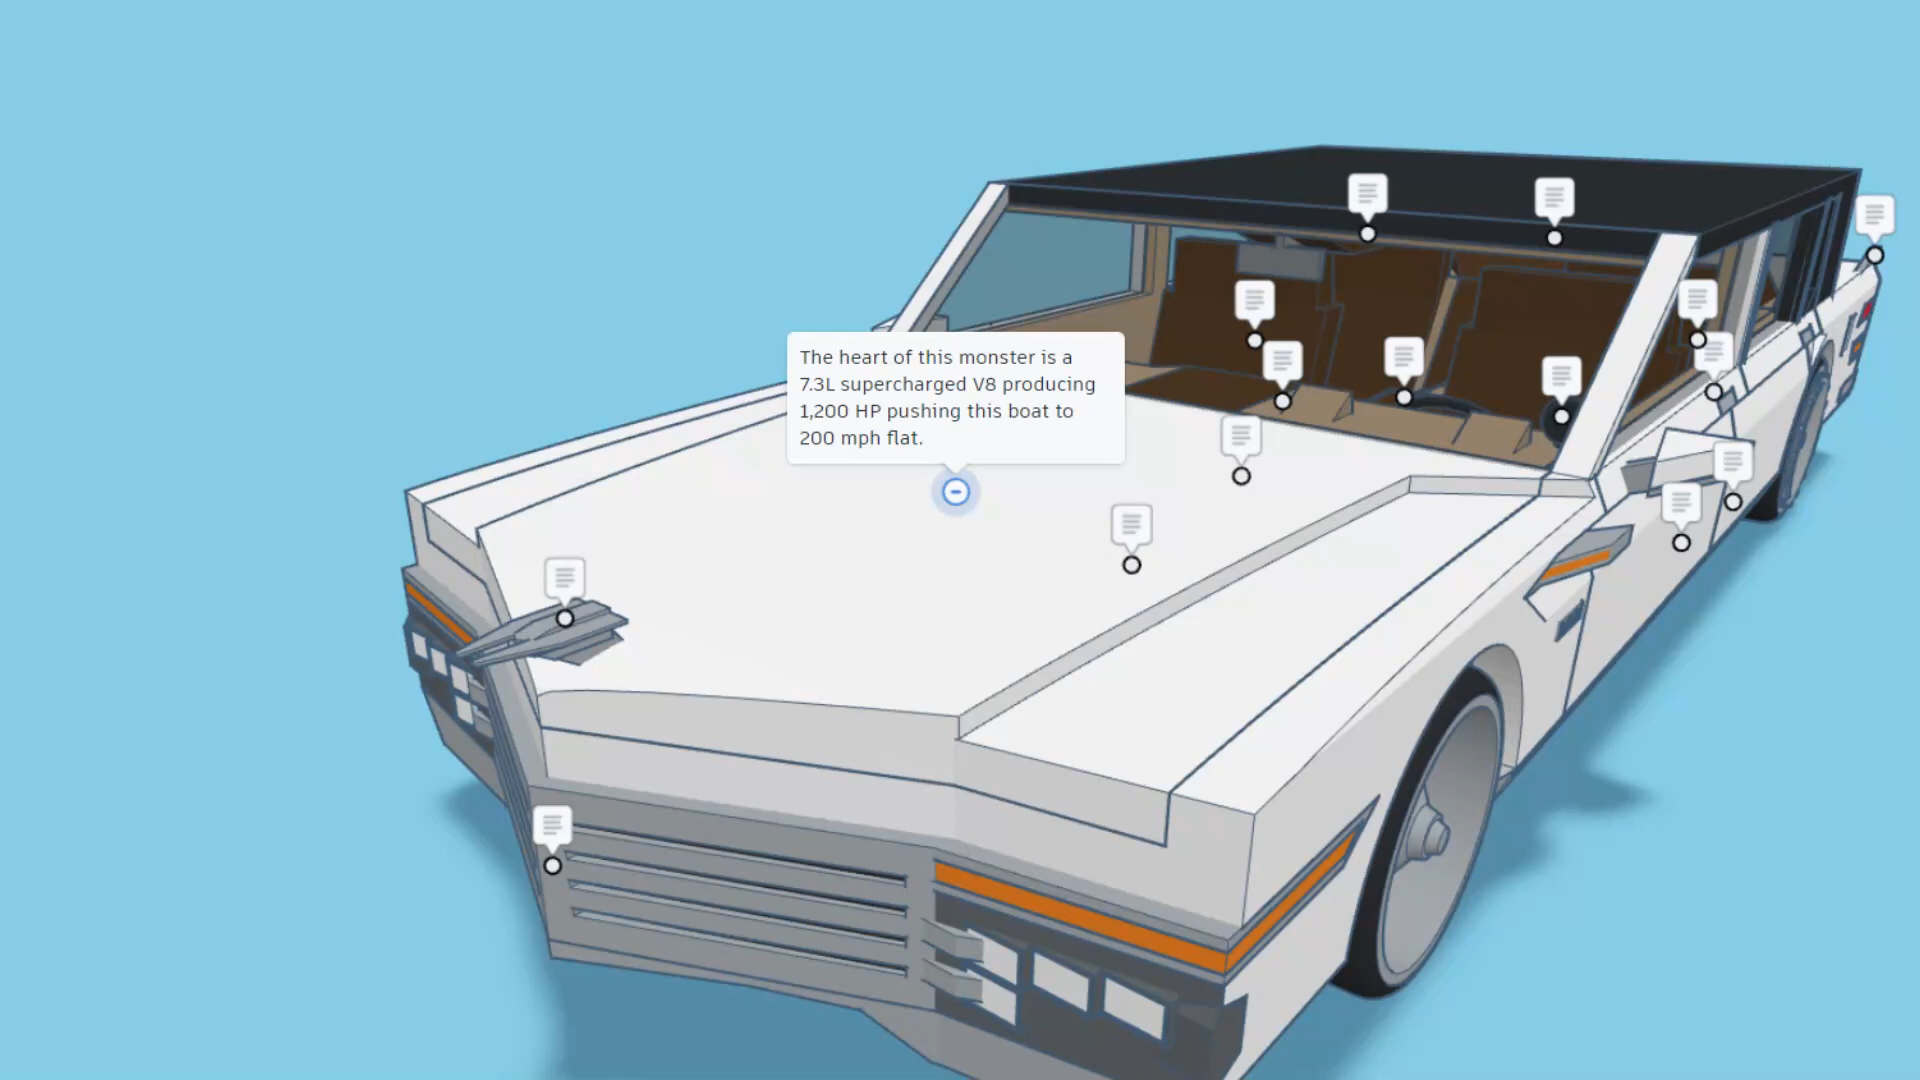 The heart of this monster is a
7.3L supercharged V8 producing
1,200 HP pushing this boat to
200 mph flat.